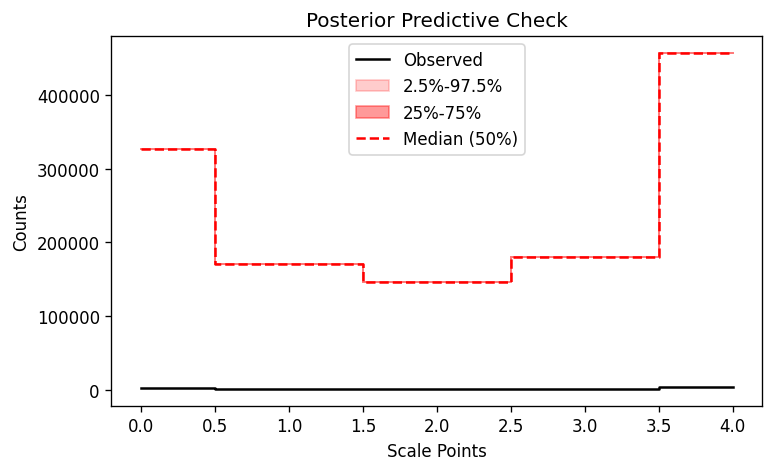 Posterior Predictive Check
Observed
2.5%-97.5%
25%-75%
Median (50%)
Counts
400000
300000
200000
100000
0
0.0 0.5 1.0 1.5 2.0 2.5 3.0 3.5 4.0
Scale Points